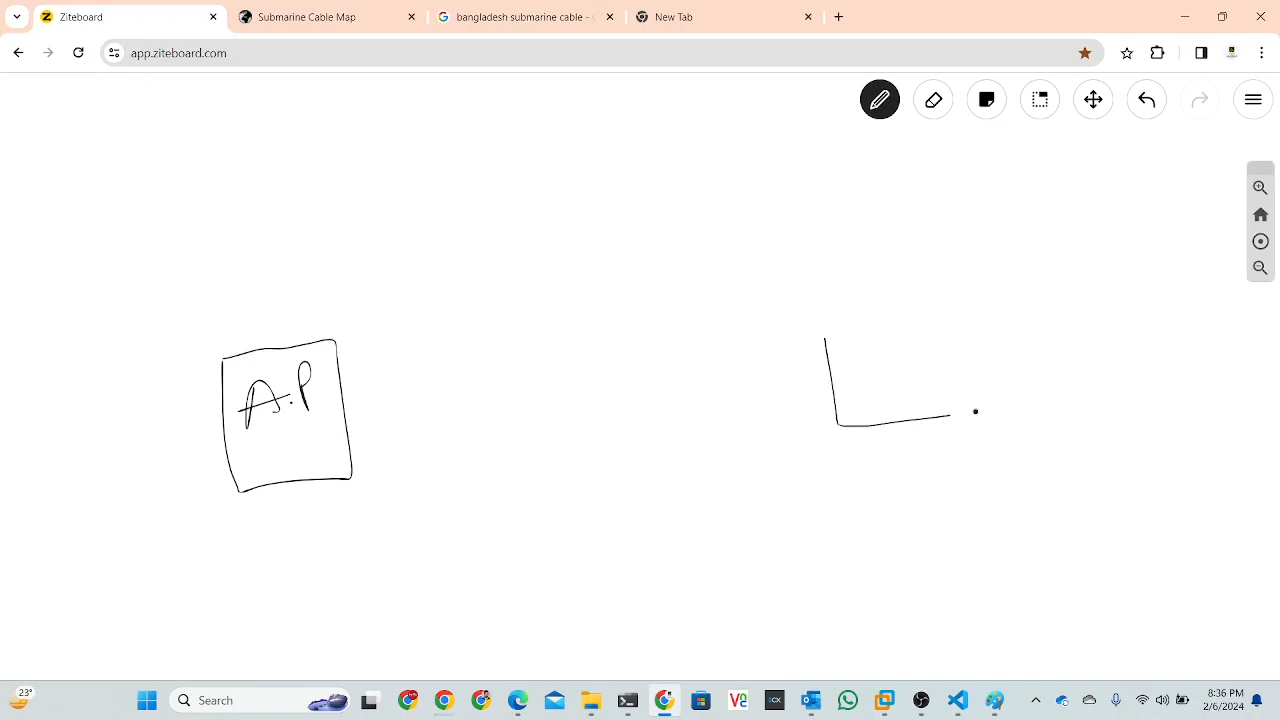 Ziteboard
Submarine Cable Map
bangladesh submarine cable -
New Tab
app.ziteboard.com
A.P
23°
Search
8:36 PM
2/6/2024